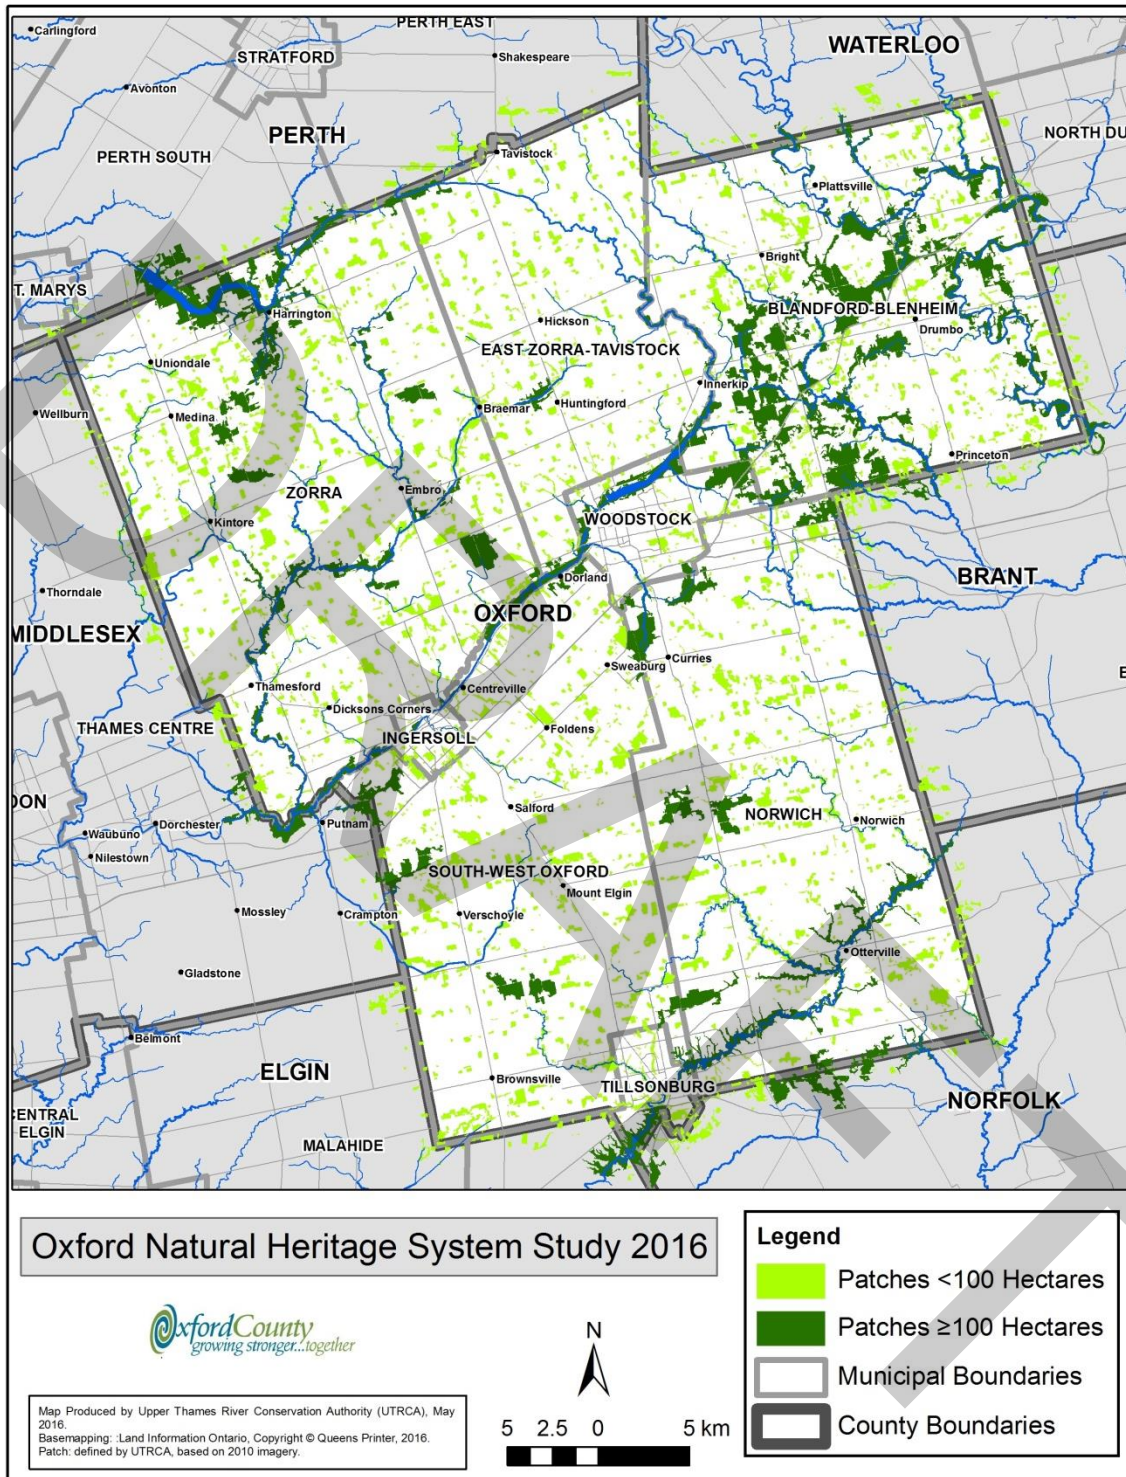 Carlingford
PERTH EAST
WATERLOO
STRATFORD
Shakespeare
Avonton
PERTH
NORTH DU
PERTH SOUTH
Tavistock
Plattsville
Bright
T. MARYS
Harrington
BLANDFORD-BLENHEIM
Hickson
Drumbo
EAST ZORRA-TAVISTOCK
Uniondale
Innerkip
Wellburn
Medina
Braemar
Huntingford
Princeton
ZORRA
Embro
Kintore
WOODSTOCK
Thorndale
Dorland
BRANT
OXFORD
MIDDLESEX
Sweaburg
Curries
Thamesford
Centreville
Dicksons Corners
THAMES CENTRE
Foldens
INGERSOLL
DON
Salford
NORWICH
Norwich
Dorchester
Putnam
Waubuno
Nilestown
SOUTH-WEST OXFORD
Mount Elgin
Mossley
Crampton
Verschoyle
Otterville
Gladstone
Belmont
ELGIN
Brownsville
TILLSONBURG
NORFOLK
CENTRAL
ELGIN
MALAHIDE
DRAFT
Oxford Natural Heritage System Study 2016
OxfordCounty
growing stronger...together
Map Produced by Upper Thames River Conservation Authority (UTRCA), May
2016.
Basemapping: :Land Information Ontario, Copyright © Queens Printer, 2016.
Patch: defined by UTRCA, based on 2010 imagery.
N
5 2.5 0 5 km
Legend
Patches <100 Hectares
Patches ≥100 Hectares
Municipal Boundaries
County Boundaries